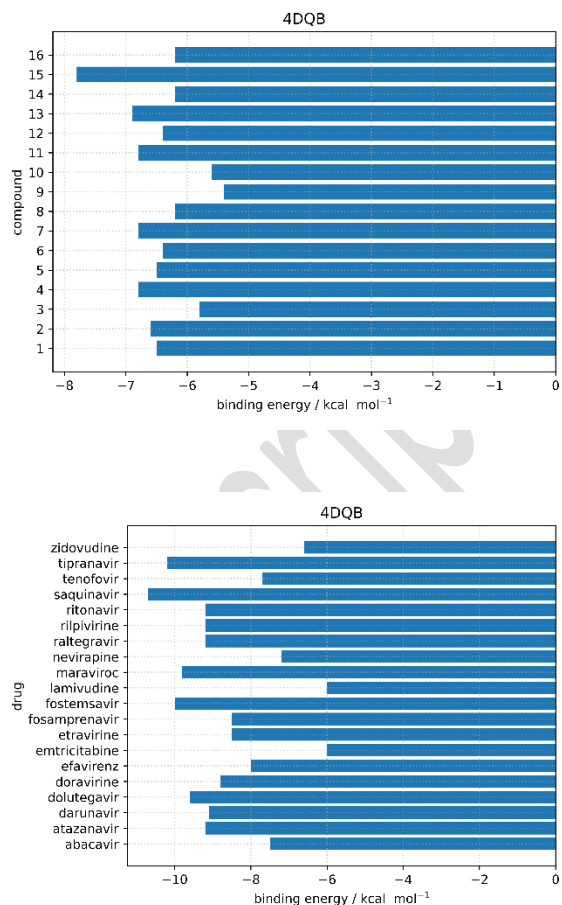 4DQB
16
15
14
13
12
11
10
9
8
7
6
5
4
3
2
1
compound
−8 −7 −6 −5 −4 −3 −2 −1 0
binding energy / kcal mol⁻¹
4DQB
zidovudine
tipranavir
tenofovir
saquinavir
ritonavir
rilpivirine
raltegravir
nevirapine
maraviroc
lamivudine
fostemsavir
fosamprenavir
etravirine
emtricitabine
efavirenz
doravirine
dolutegavir
darunavir
atazanavir
abacavir
drug
−10 −8 −6 −4 −2 0
binding energy / kcal mol⁻¹